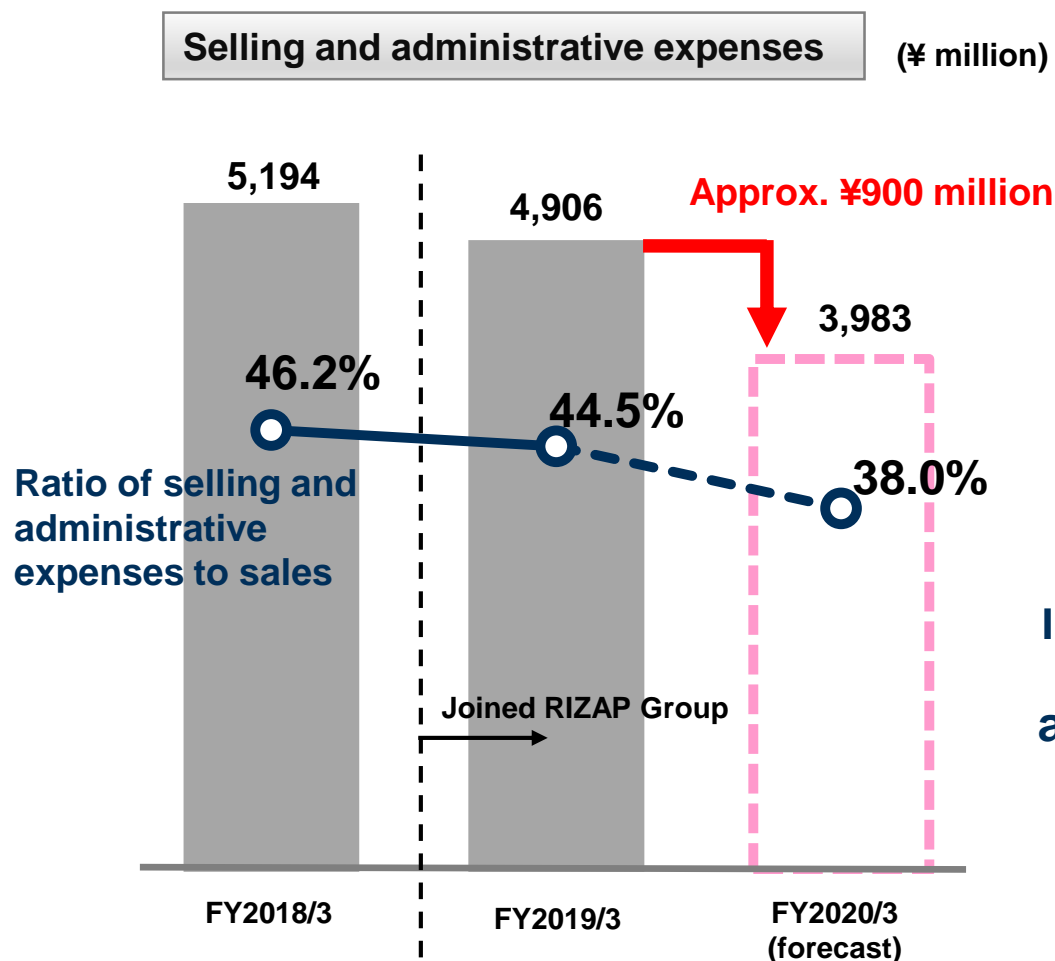 Selling and administrative expenses
(¥ million)
5,194
4,906
Approx. ¥900 million
3,983
46.2%
44.5%
38.0%
Ratio of selling and
administrative
expenses to sales
Joined RIZAP Group
FY2018/3
FY2019/3
FY2020/3
(forecast)